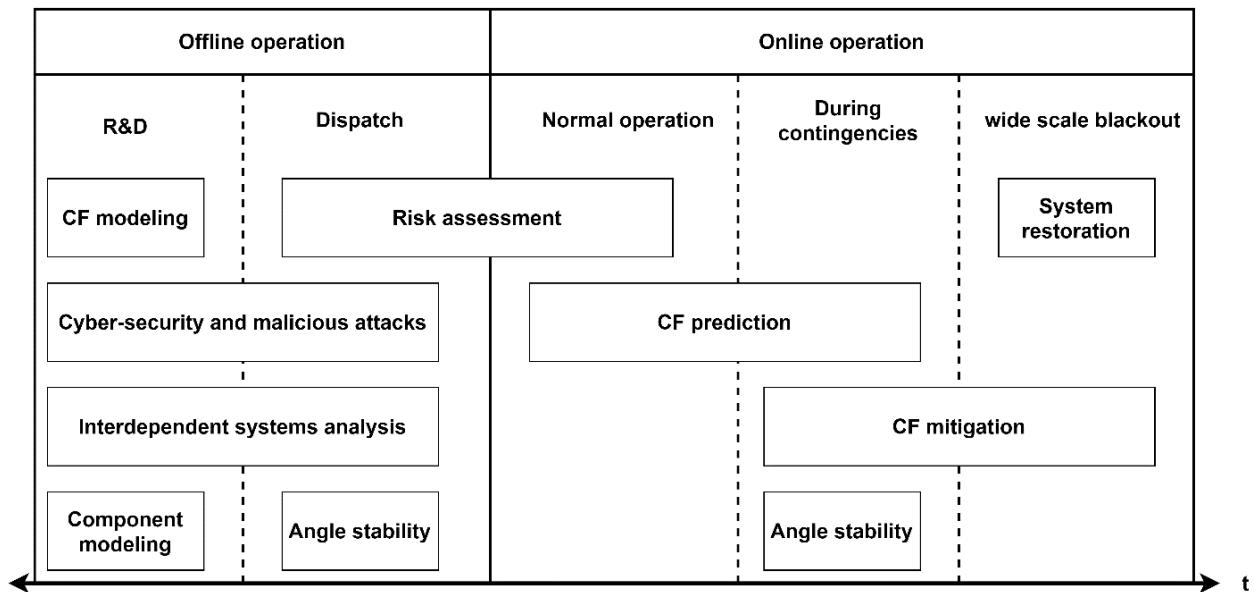 Offline operation
Online operation
R&D
Dispatch
Normal operation
During
contingencies
wide scale blackout
CF modeling
Risk assessment
System
restoration
Cyber-security and malicious attacks
CF prediction
Interdependent systems analysis
CF mitigation
Component
modeling
Angle stability
Angle stability
t